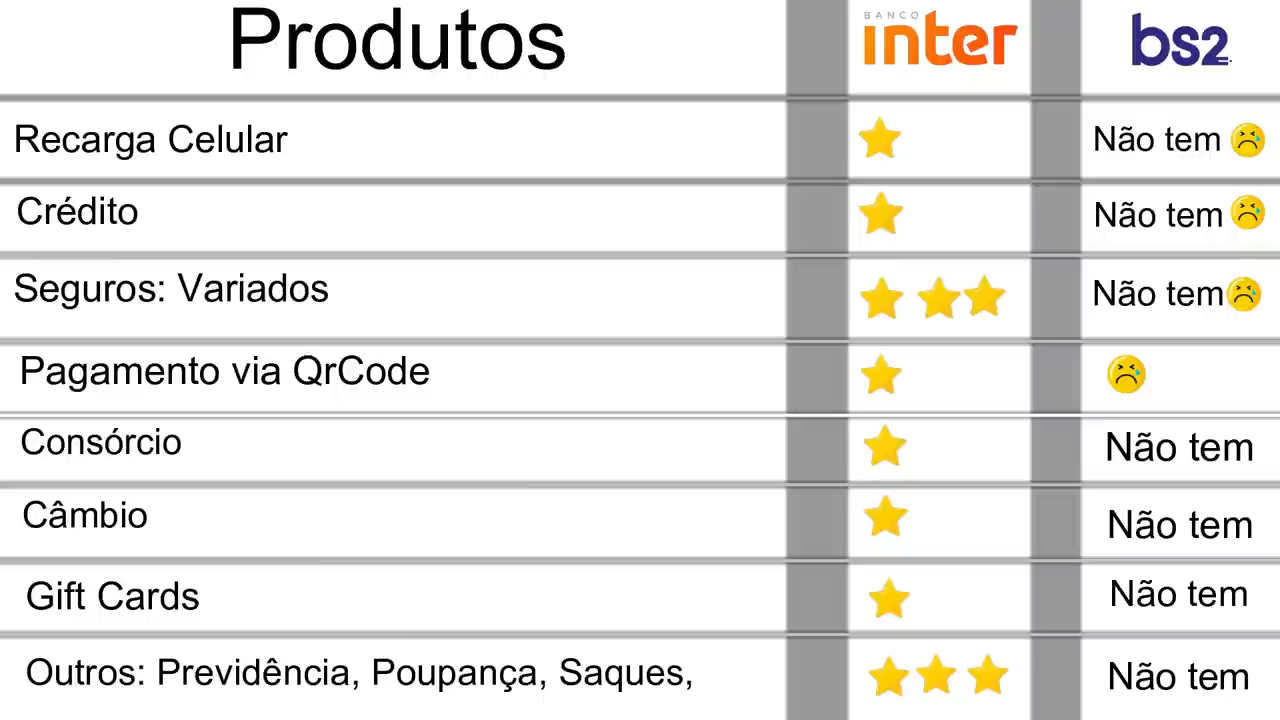 Produtos
BANCO
inter
bs2
Recarga Celular
Não tem
Crédito
Não tem
Seguros: Variados
Não tem
Pagamento via QrCode
Consórcio
Não tem
Câmbio
Não tem
Gift Cards
Não tem
Outros: Previdência, Poupança, Saques,
Não tem